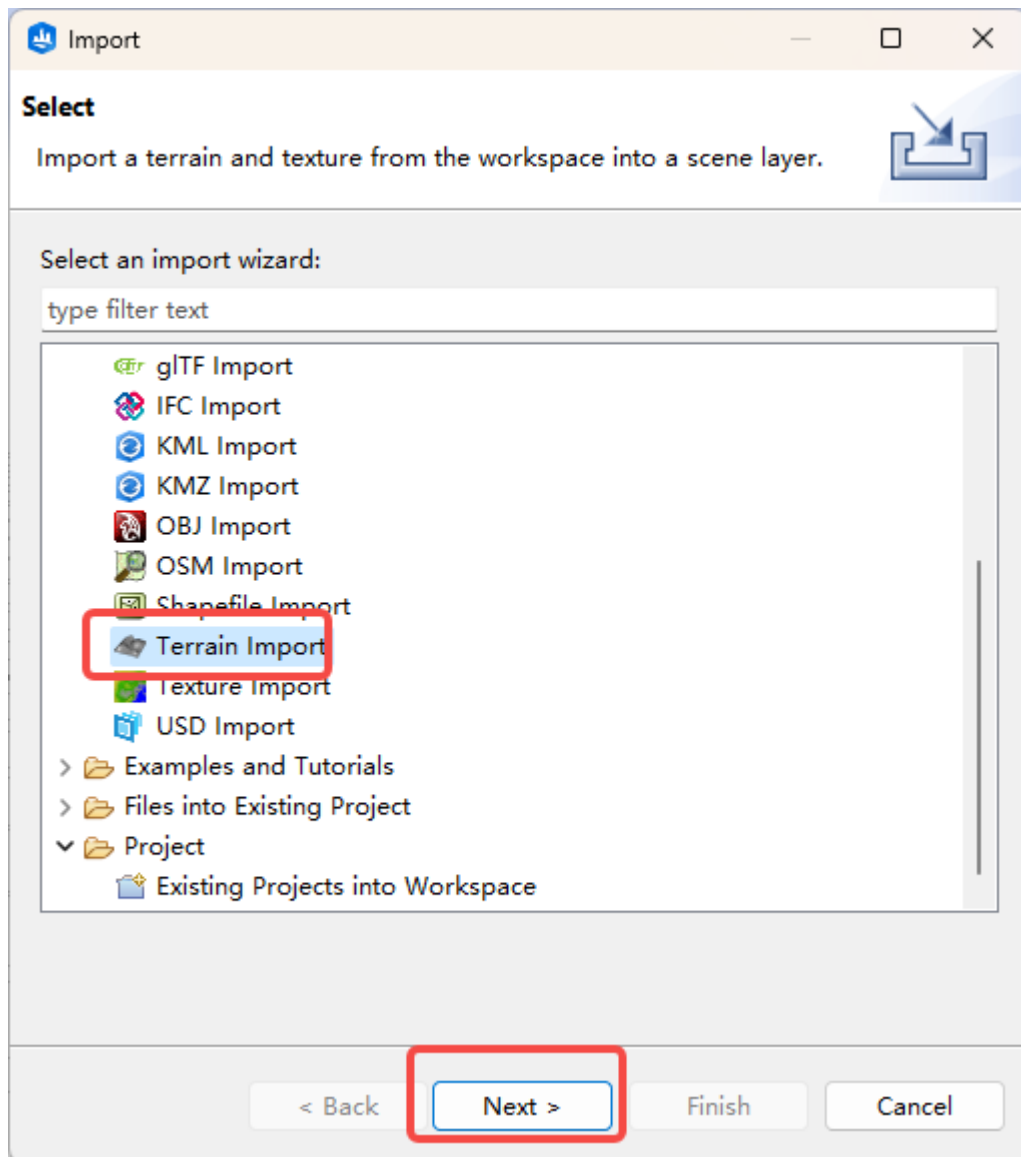 Import
Select
Import a terrain and texture from the workspace into a scene layer.
Select an import wizard:
type filter text
glTF Import
IFC Import
KML Import
KMZ Import
OBJ Import
OSM Import
Shapefile Import
Terrain Import
Texture Import
USD Import
Examples and Tutorials
Files into Existing Project
Project
Existing Projects into Workspace
< Back Next > Finish Cancel